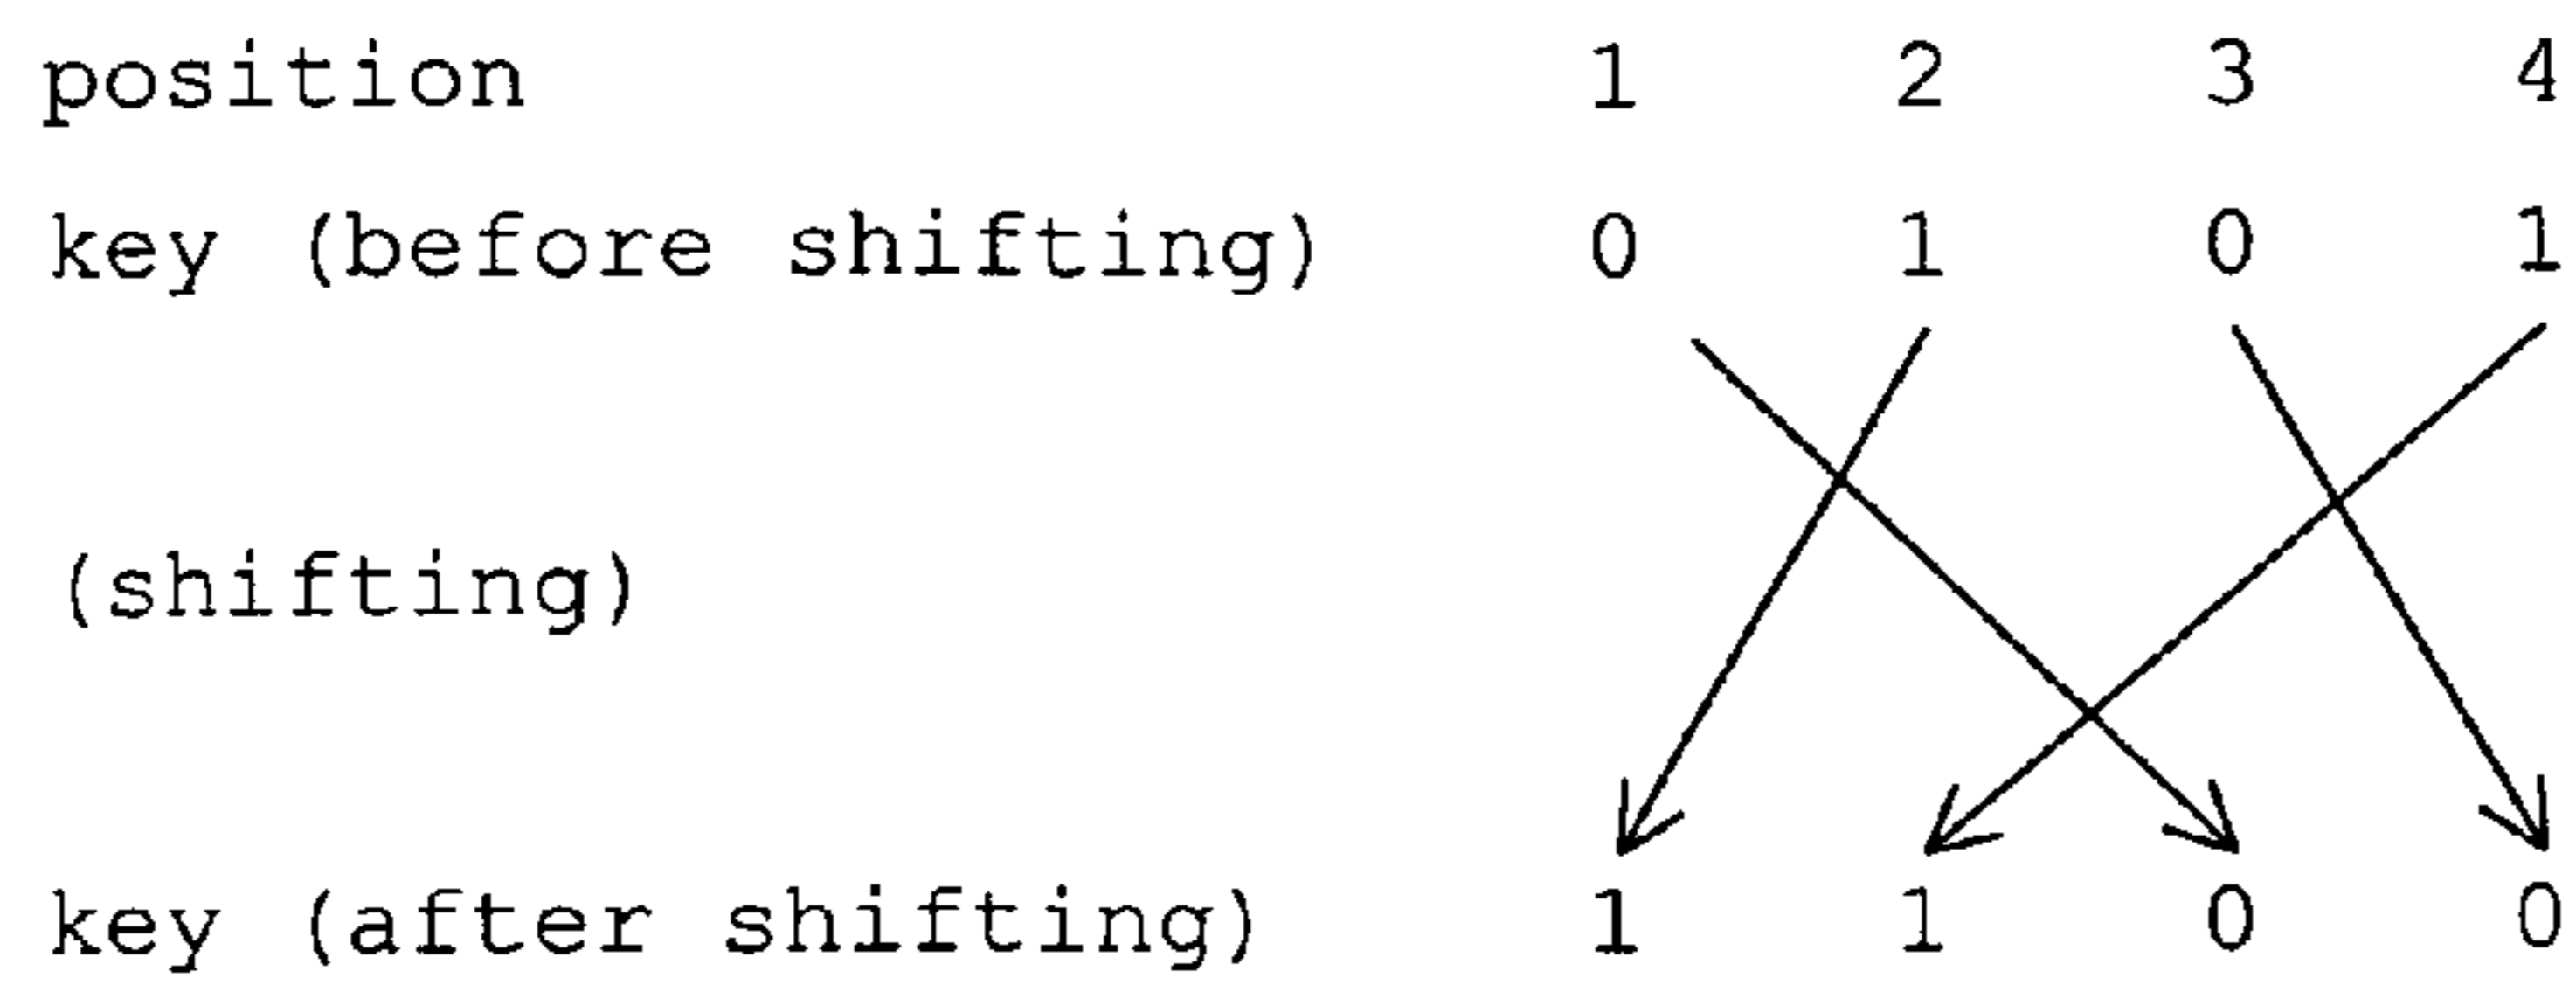 position 1 2 3 4
key (before shifting) 0 1 0 1
(shifting)
key (after shifting) 1 1 0 0